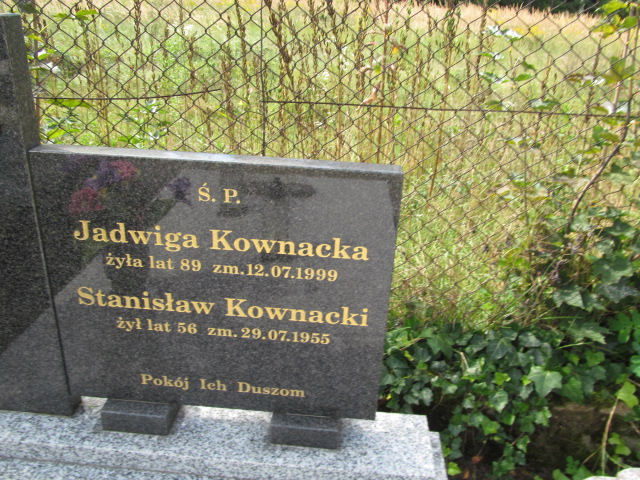 Ś. P.
Jadwiga Kownacka
żyła lat 89 zm.12.07.1999
Stanisław Kownacki
żył lat 56 zm.29.07.1955
Pokój Ich Duszom